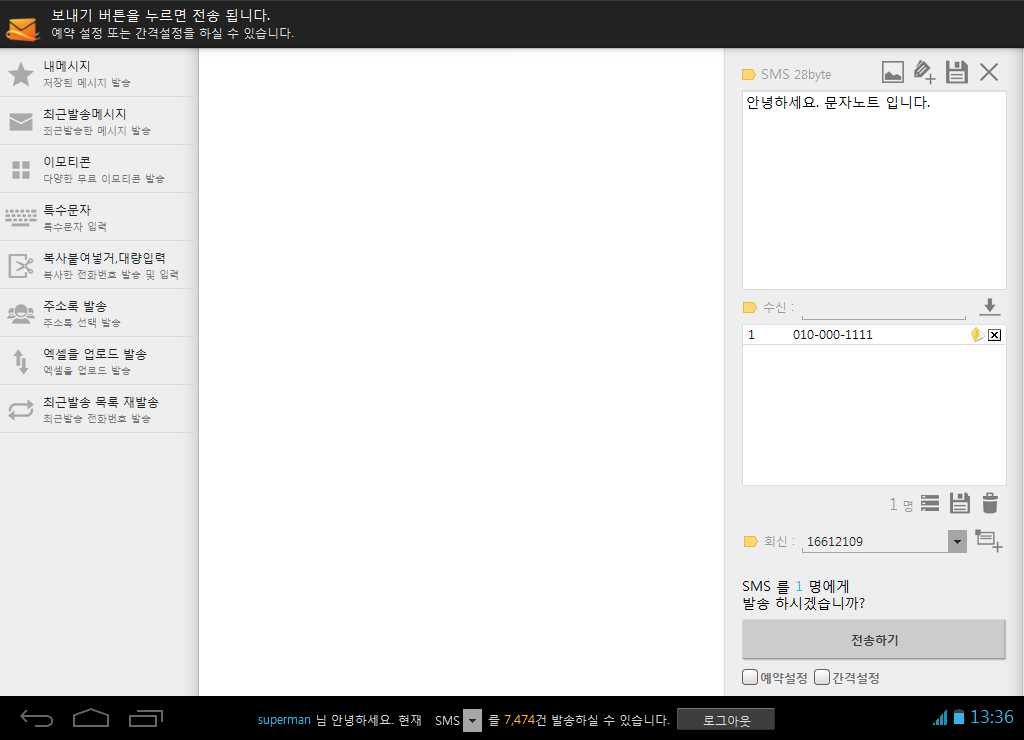 보내기 버튼을 누르면 전송 됩니다.
예약 설정 또는 간격설정을 하실 수 있습니다.
내메시지
저장된 메시지 발송
최근발송메시지
최근발송한 메시지 발송
이모티콘
다양한 무료 이모티콘 발송
특수문자
특수문자 입력
복사붙여넣거,대량입력
복사한 전화번호 발송 및 입력
주소록 발송
주소록 선택 발송
엑셀을 업로드 발송
엑셀을 업로드 발송
최근발송 목록 재발송
최근발송 전화번호 발송
SMS 28byte
안녕하세요. 문자노트 입니다.
수신 :
1 010-000-1111
1 명
회신 : 16612109
SMS 를 1 명에게
발송 하시겠습니까?
전송하기
예약설정 간격설정
superman 님 안녕하세요. 현재 SMS 를 7,474건 발송하실 수 있습니다. 로그아웃
13:36